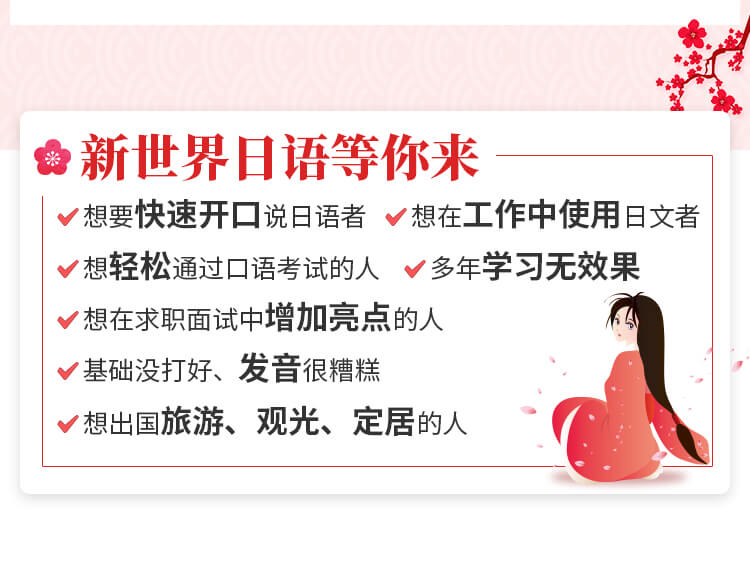 新世界日语等你来
想要快速开口说日语者 想在工作中使用日文者
想轻松通过口语考试的人 多年学习无效果
想在求职面试中增加亮点的人
基础没打好、发音很糟糕
想出国旅游、观光、定居的人